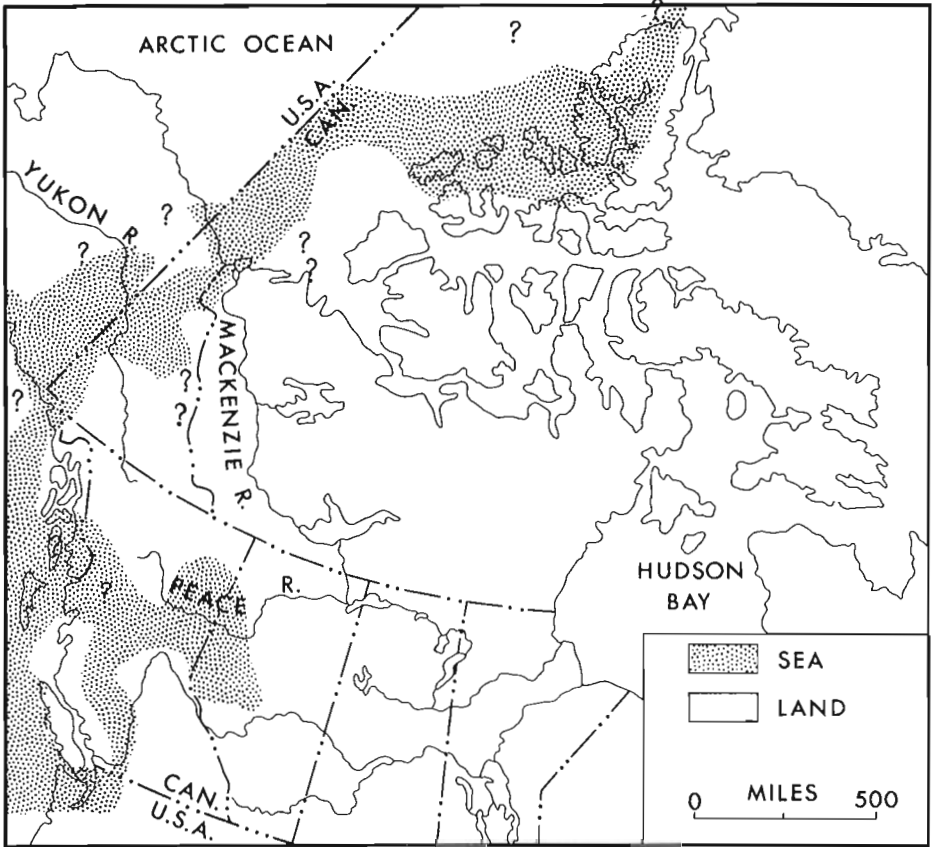 ?
?
ARCTIC OCEAN
U.S.A.
CAN.
YUKON R.
?
?
?
?
MACKENZIE R.
?
?
?
PEACE R.
?
HUDSON
BAY
SEA
LAND
MILES
0 500
CAN.
U.S.A.